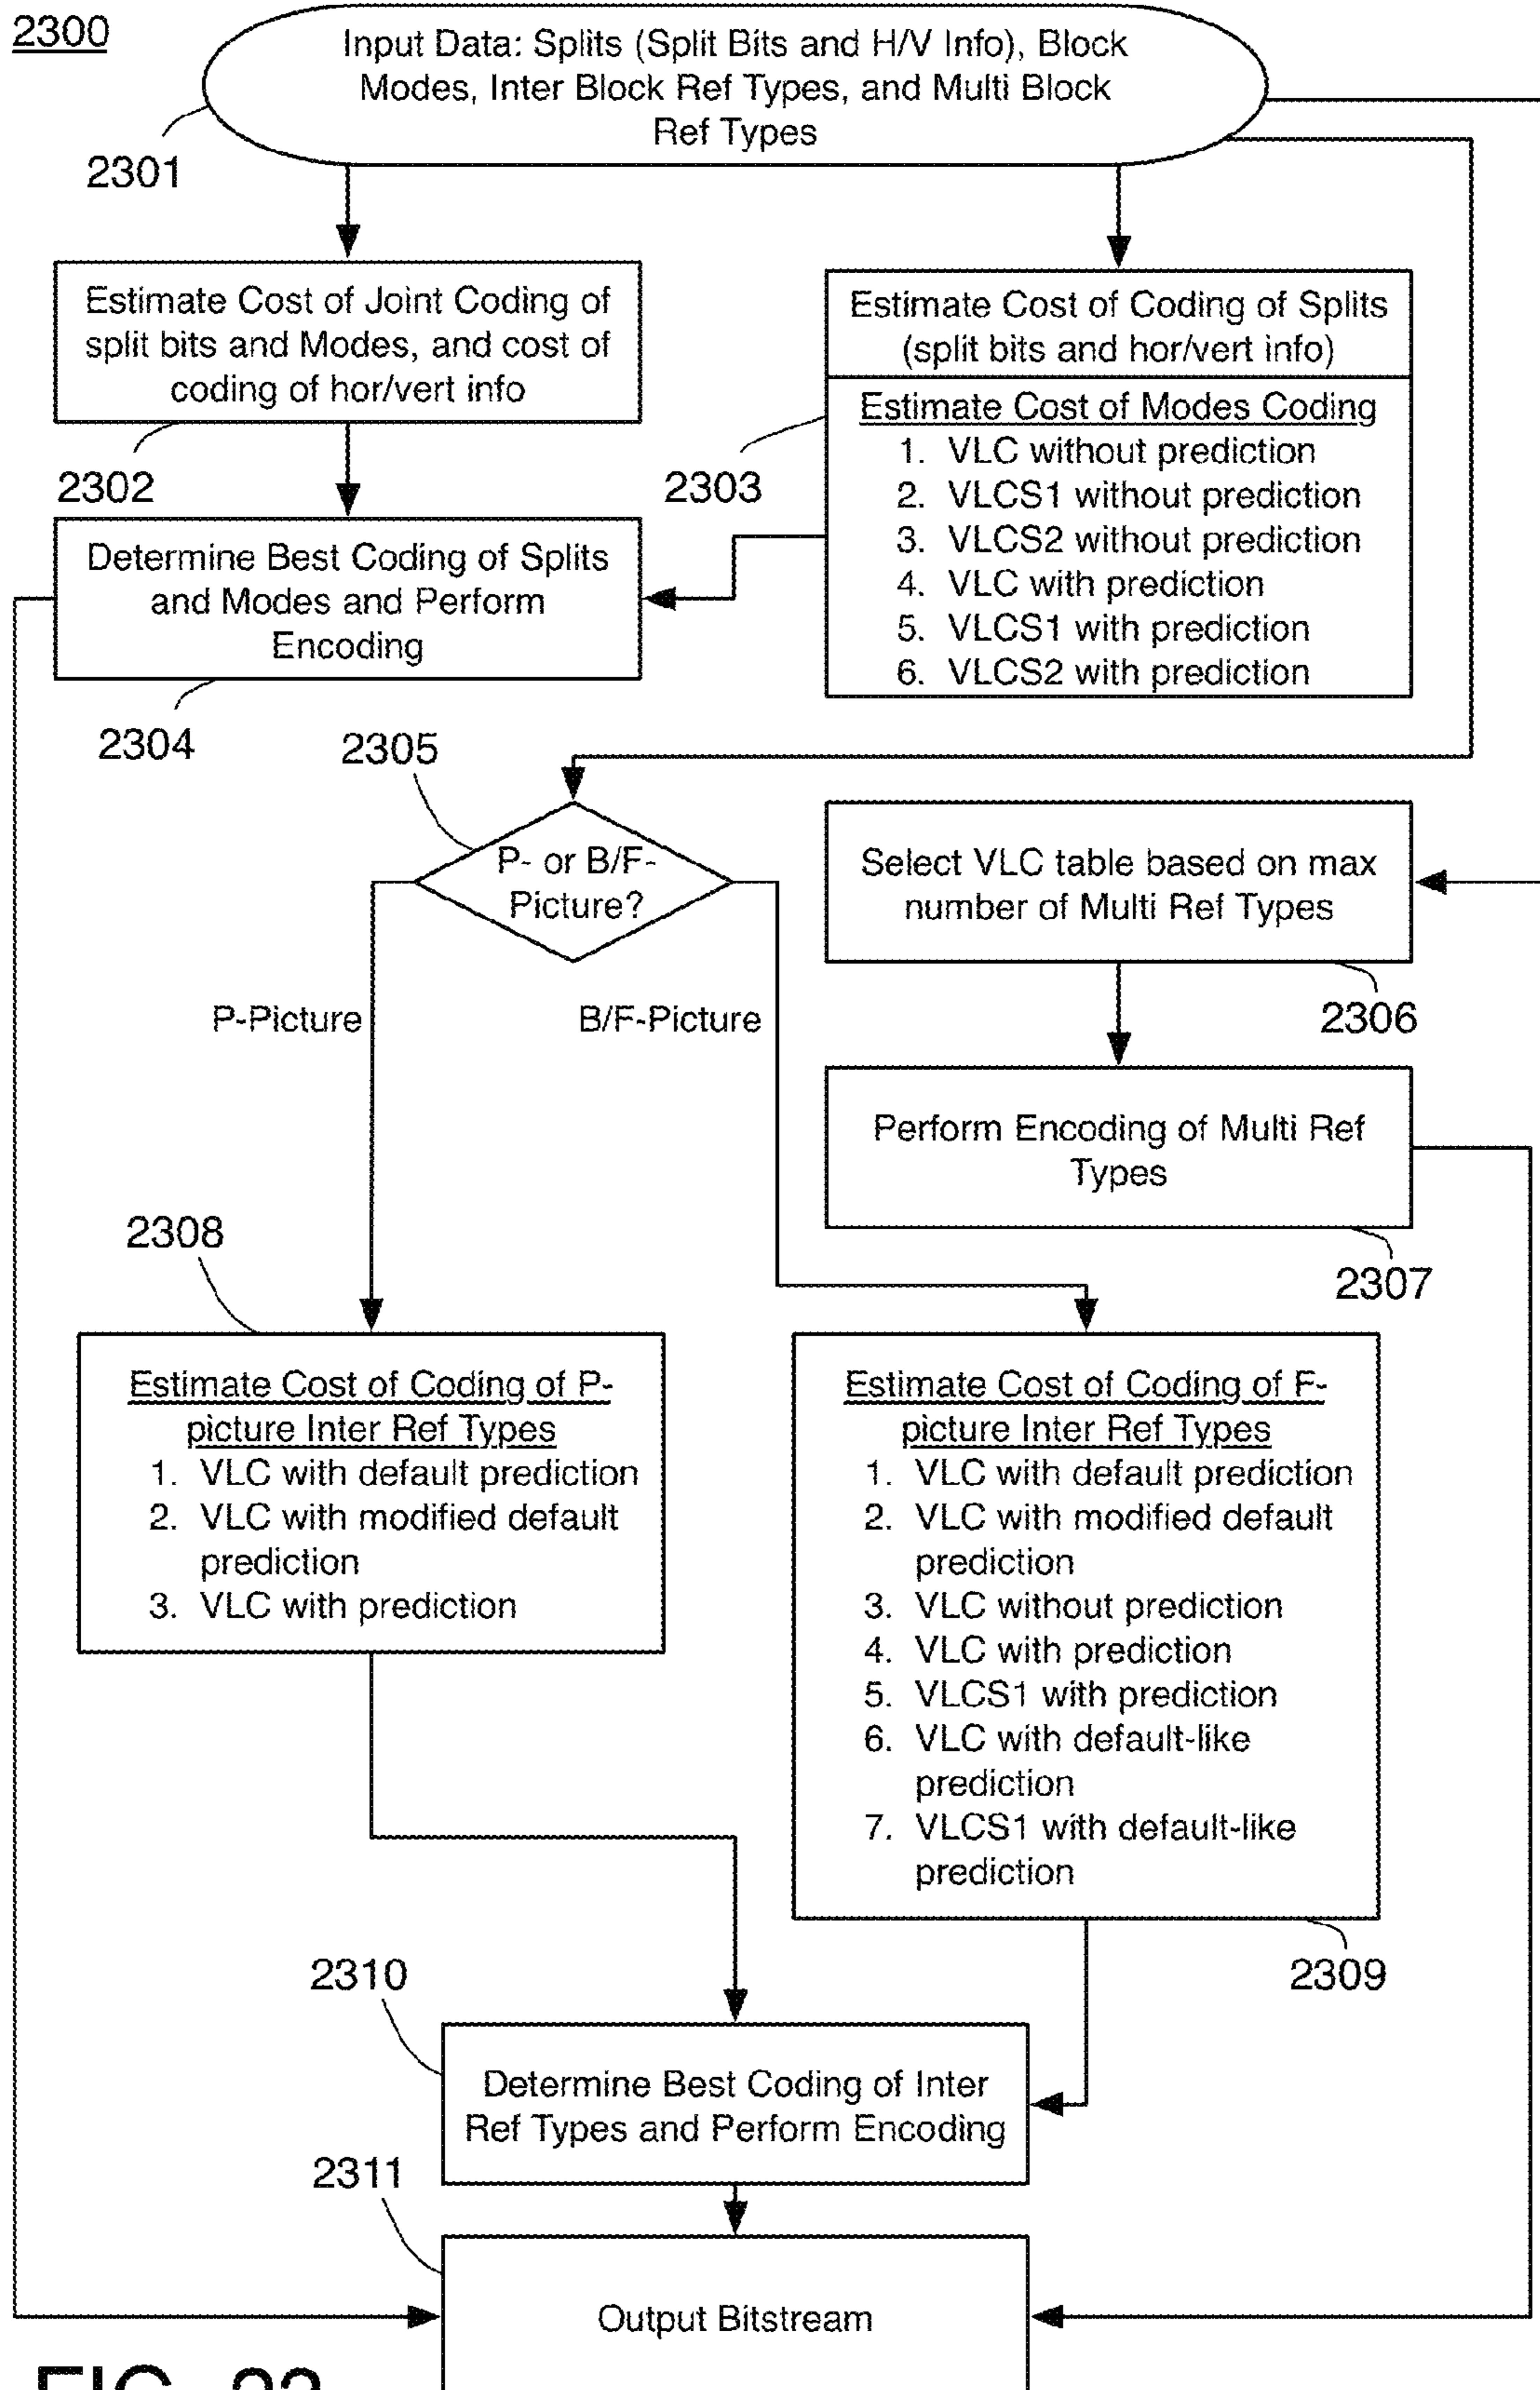 2300
Input Data: Splits (Split Bits and H/V Info), Block
Modes, Inter Block Ref Types, and Multi Block
Ref Types
2301
Estimate Cost of Joint Coding of
split bits and Modes, and cost of
coding of hor/vert info
2302
Estimate Cost of Coding of Splits
(split bits and hor/vert info)
Estimate Cost of Modes Coding
1. VLC without prediction
2. VLCS1 without prediction
3. VLCS2 without prediction
4. VLC with prediction
5. VLCS1 with prediction
6. VLCS2 with prediction
2303
Determine Best Coding of Splits
and Modes and Perform
Encoding
2304
2305
P- or B/F-
Picture?
P-Picture
B/F-Picture
Select VLC table based on max
number of Multi Ref Types
2306
Perform Encoding of Multi Ref
Types
2307
2308
Estimate Cost of Coding of P-
picture Inter Ref Types
1. VLC with default prediction
2. VLC with modified default
prediction
3. VLC with prediction
Estimate Cost of Coding of F-
picture Inter Ref Types
1. VLC with default prediction
2. VLC with modified default
prediction
3. VLC without prediction
4. VLC with prediction
5. VLCS1 with prediction
6. VLC with default-like
prediction
7. VLCS1 with default-like
prediction
2309
2310
Determine Best Coding of Inter
Ref Types and Perform Encoding
2311
Output Bitstream
FIG. 23